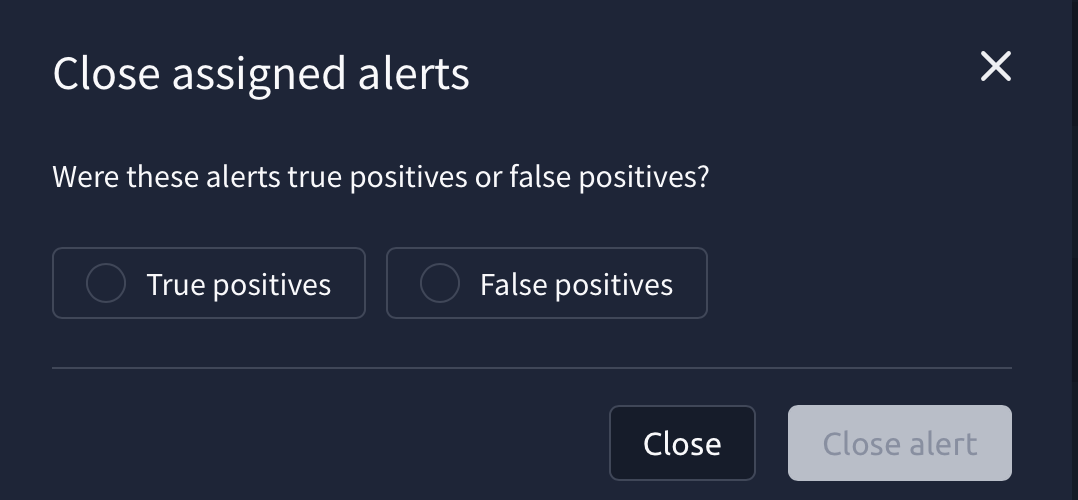 Close assigned alerts
Were these alerts true positives or false positives?
True positives
False positives
Close
Close alert